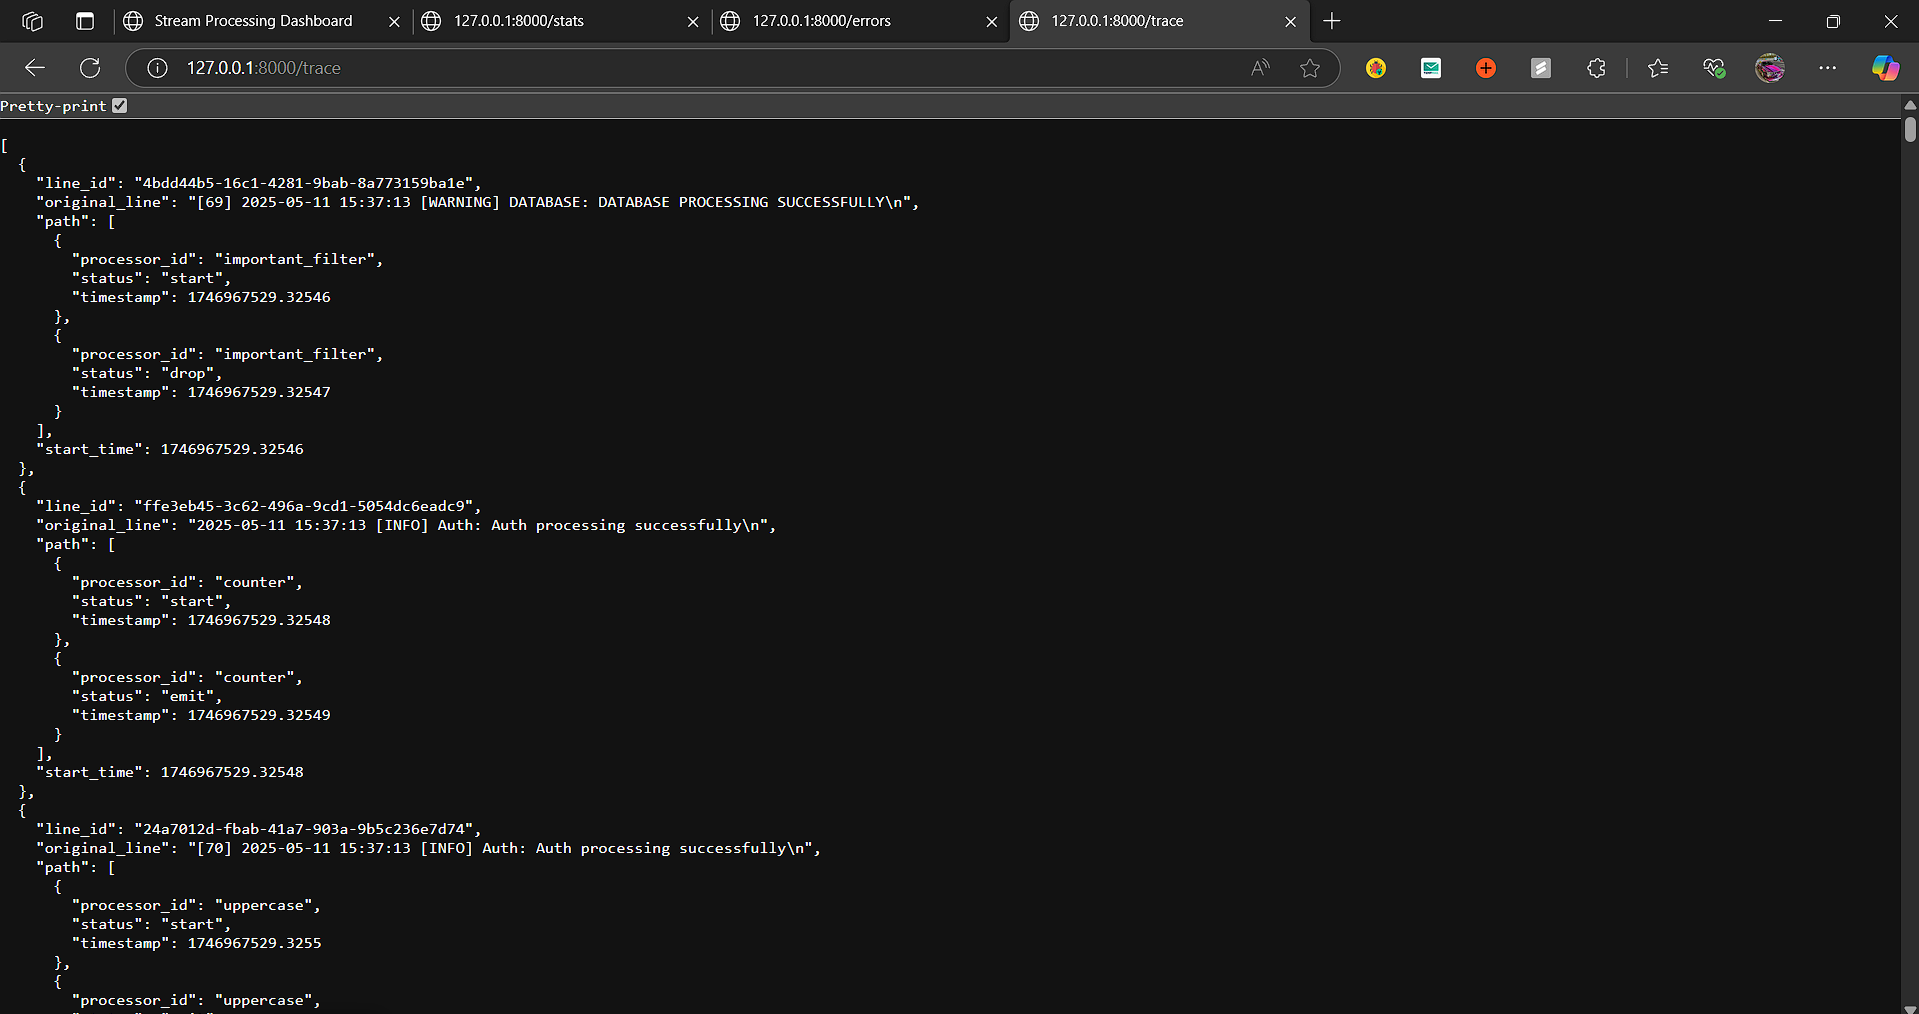 Stream Processing Dashboard
127.0.0.1:8000/stats
127.0.0.1:8000/errors
127.0.0.1:8000/trace
127.0.0.1:8000/trace
Pretty-print
[
  {
    "line_id": "4bdd44b5-16c1-4281-9bab-8a773159ba1e",
    "original_line": "[69] 2025-05-11 15:37:13 [WARNING] DATABASE: DATABASE PROCESSING SUCCESSFULLY\n",
    "path": [
      {
        "processor_id": "important_filter",
        "status": "start",
        "timestamp": 1746967529.32546
      },
      {
        "processor_id": "important_filter",
        "status": "drop",
        "timestamp": 1746967529.32547
      }
    ],
    "start_time": 1746967529.32546
  },
  {
    "line_id": "ffe3eb45-3c62-496a-9cd1-5054dc6eadc9",
    "original_line": "2025-05-11 15:37:13 [INFO] Auth: Auth processing successfully\n",
    "path": [
      {
        "processor_id": "counter",
        "status": "start",
        "timestamp": 1746967529.32548
      },
      {
        "processor_id": "counter",
        "status": "emit",
        "timestamp": 1746967529.32549
      }
    ],
    "start_time": 1746967529.32548
  },
  {
    "line_id": "24a7012d-fbab-41a7-903a-9b5c236e7d74",
    "original_line": "[70] 2025-05-11 15:37:13 [INFO] Auth: Auth processing successfully\n",
    "path": [
      {
        "processor_id": "uppercase",
        "status": "start",
        "timestamp": 1746967529.3255
      },
      {
        "processor_id": "uppercase",